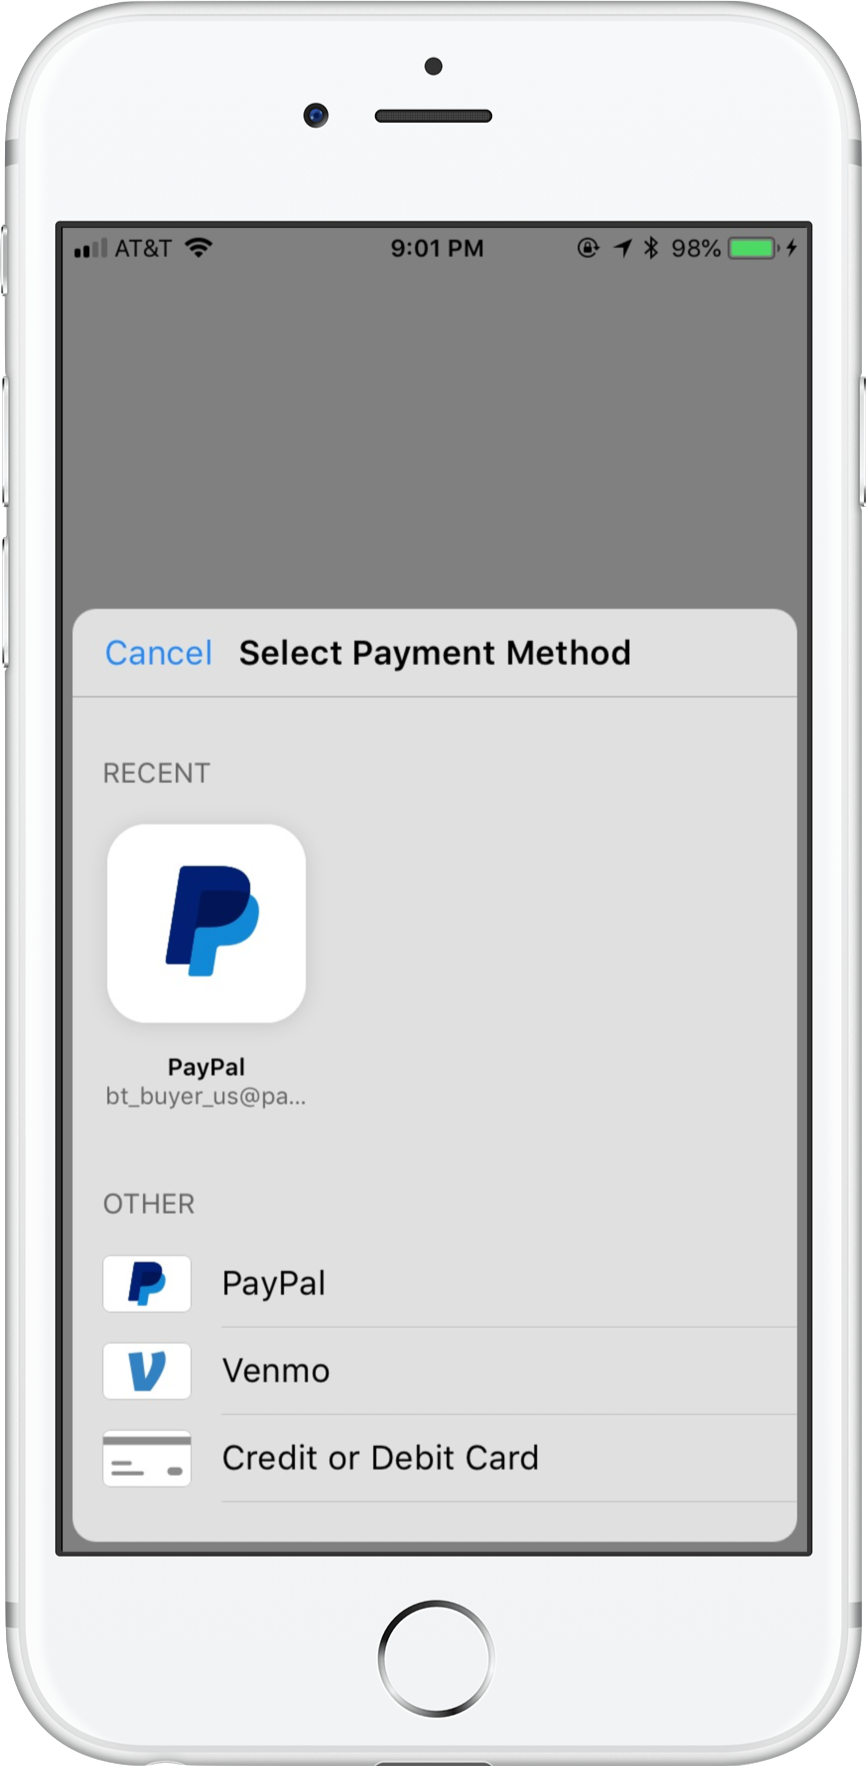 AT&T 9:01 PM 98%
Cancel Select Payment Method
RECENT
PayPal
bt_buyer_us@pa...
OTHER
PayPal
Venmo
Credit or Debit Card